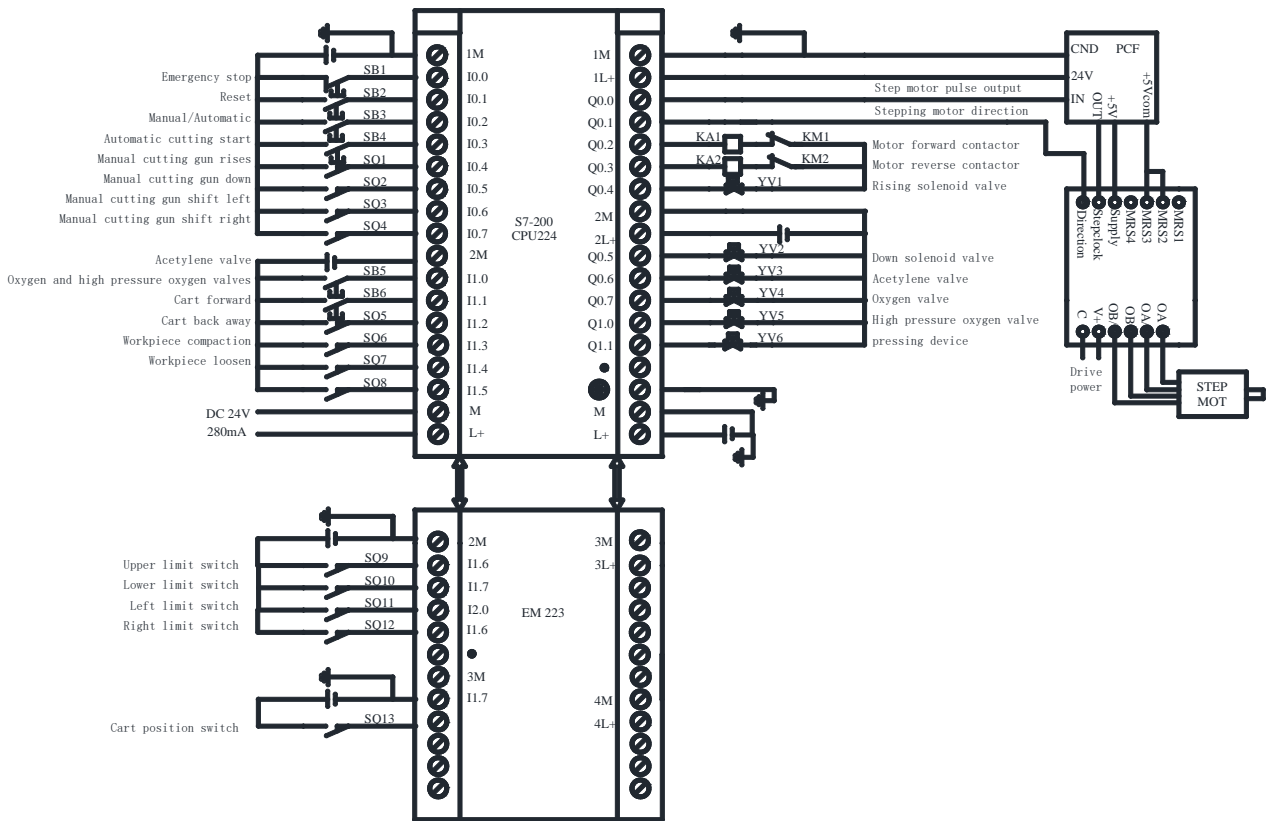 1M
SB1
Emergency stop
I0.0
SB2
Reset
I0.1
SB3
Manual/Automatic
I0.2
SB4
Automatic cutting start
I0.3
SQ1
Manual cutting gun rises
I0.4
Manual cutting gun down
SQ2
I0.5
Manual cutting gun shift left
SQ3
I0.6
Manual cutting gun shift right
SQ4
I0.7
2M
Acetylene valve
SB5
Oxygen and high pressure oxygen valves
I1.0
SB6
Cart forward
I1.1
SQ5
Cart back away
I1.2
SQ6
Workpiece compaction
I1.3
SQ7
Workpiece loosen
I1.4
SQ8
I1.5
DC 24V
M
280mA
L+
S7-200
CPU224
1M
1L+
Q0.0
Q0.1
Q0.2
Q0.3
Q0.4
2M
2L+
Q0.5
Q0.6
Q0.7
Q1.0
Q1.1
M
L+
Step motor pulse output
Stepping motor direction
KA1
KM1
Motor forward contactor
KA2
KM2
Motor reverse contactor
YV1
Rising solenoid valve
YV2
Down solenoid valve
YV3
Acetylene valve
YV4
Oxygen valve
YV5
High pressure oxygen valve
YV6
pressing device
CND
PCF
24V
IN
OUT
+5V
+5Vcom
Direction
Stepclock
Supply
MRS4
MRS3
MRS2
MRS1
C
V+
OB
OB
OA
OA
Drive
power
STEP
MOT
2M
SQ9
Upper limit switch
I1.6
SQ10
Lower limit switch
I1.7
SQ11
Left limit switch
I2.0
SQ12
Right limit switch
I1.6
3M
I1.7
SQ13
Cart position switch
EM 223
3M
3L+
4M
4L+